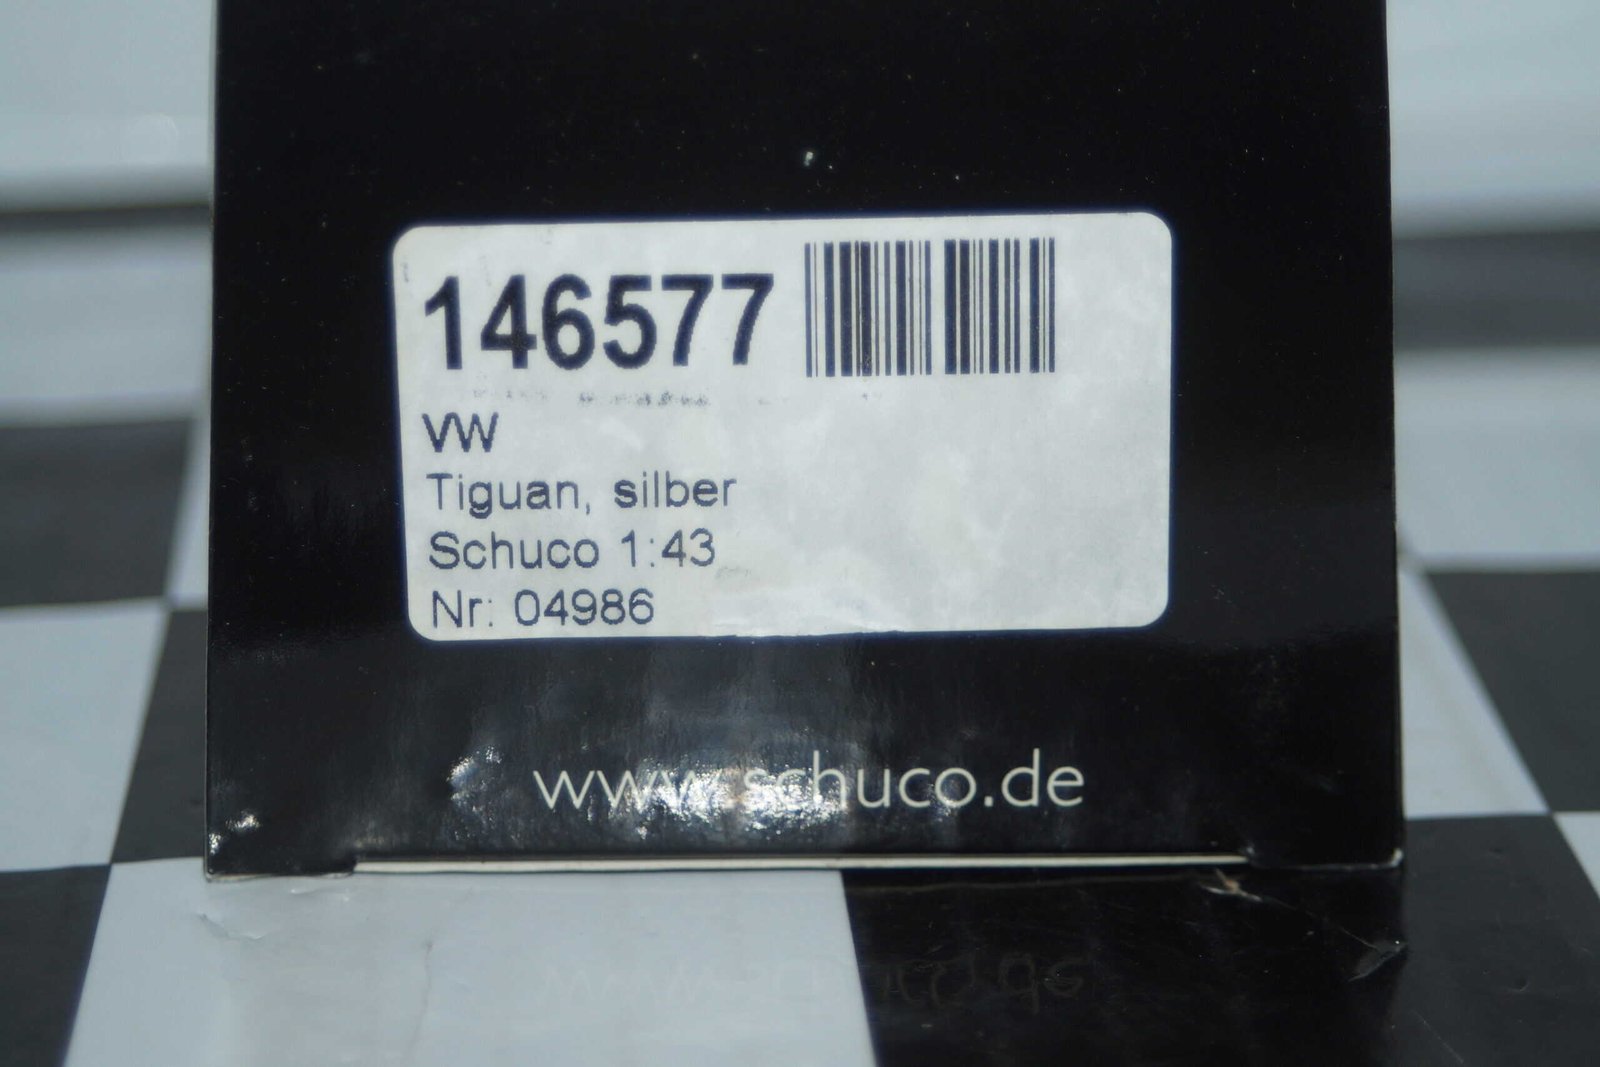 146577
VW
Tiguan, silber
Schuco 1:43
Nr: 04986
www.schuco.de